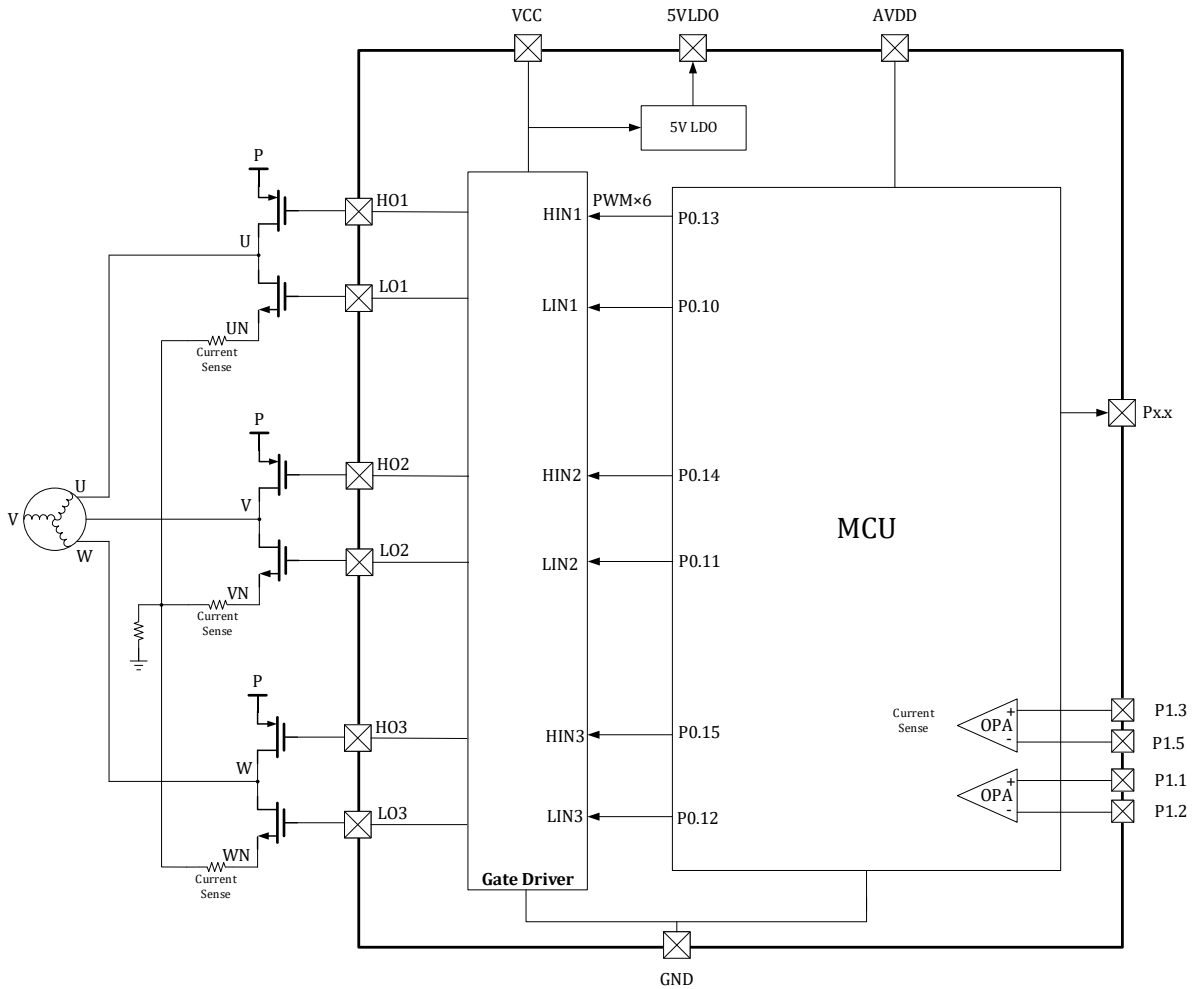 VCC
5VLDO
AVDD
5V LDO
P
HO1
HIN1
PWM×6
P0.13
U
LO1
LIN1
P0.10
UN
Current
Sense
Px.x
P
HO2
HIN2
P0.14
MCU
U
V
V
W
LO2
LIN2
P0.11
VN
Current
Sense
P
HO3
HIN3
P0.15
Current
Sense
+
OPA
-
P1.3
P1.5
W
+
OPA
-
P1.1
P1.2
LO3
LIN3
P0.12
WN
Current
Sense
Gate Driver
GND